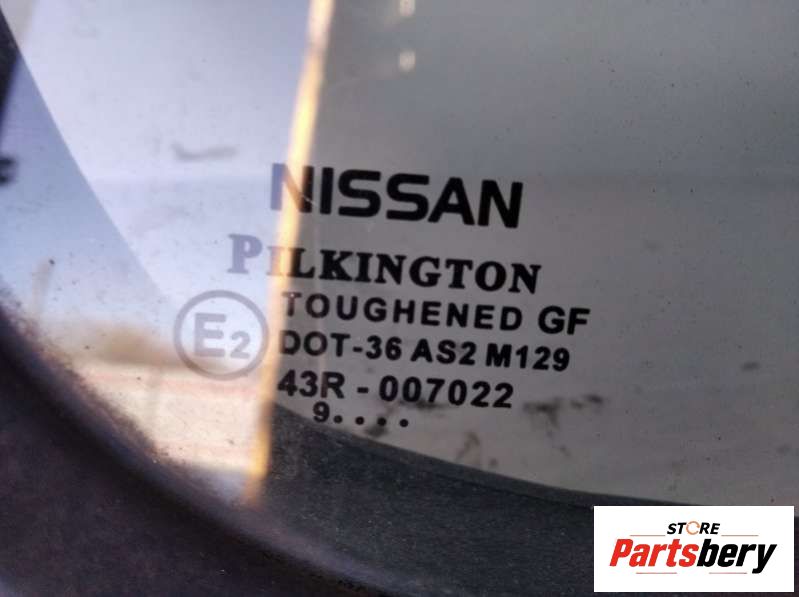 NISSAN
PILKINGTON
E2
TOUGHENED GF
DOT-36 AS2 M129
43R - 007022
9....
STORE
Partsbery